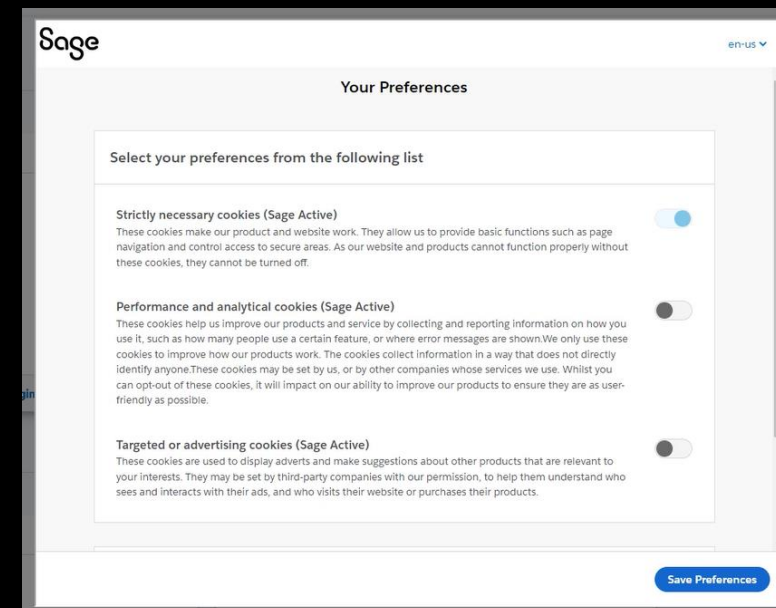 Sage
en-us
Your Preferences
Select your preferences from the following list
Strictly necessary cookies (Sage Active)
These cookies make our product and website work. They allow us to provide basic functions such as page
navigation and control access to secure areas. As our website and products cannot function properly without
these cookies, they cannot be turned off.
Performance and analytical cookies (Sage Active)
These cookies help us improve our products and service by collecting and reporting information on how you
use it, such as how many people use a certain feature, or where error messages are shown.We only use these
cookies to improve how our products work. The cookies collect information in a way that does not directly
identify anyone.These cookies may be set by us, or by other companies whose services we use. Whilst you
can opt-out of these cookies, it will impact on our ability to improve our products to ensure they are as user-
friendly as possible.
Targeted or advertising cookies (Sage Active)
These cookies are used to display adverts and make suggestions about other products that are relevant to
your interests. They may be set by third-party companies with our permission, to help them understand who
sees and interacts with their ads, and who visits their website or purchases their products.
Save Preferences